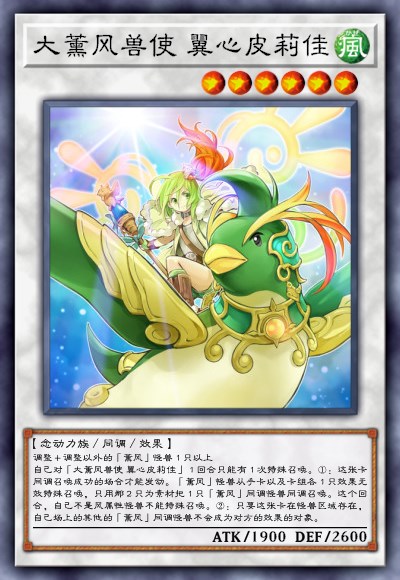 大薰风兽使 翼心皮莉佳
かぜ
瘋
【念动力族／同调／效果】
调整＋调整以外的「薰风」怪兽1只以上
自己对「大薰风兽使 翼心皮莉佳」1回合只能有1次特殊召唤。①：这张卡
同调召唤成功的场合才能发动。「薰风」怪兽从手卡以及卡组各1只效果无
效特殊召唤，只用那2只为素材把1只「薰风」同调怪兽同调召唤。这个回
合，自己不是风属性怪兽不能特殊召唤。②：只要这张卡在怪兽区域存在，
自己场上的其他的「薰风」同调怪兽不会成为对方的效果的对象。
ATK/1900 DEF/2600